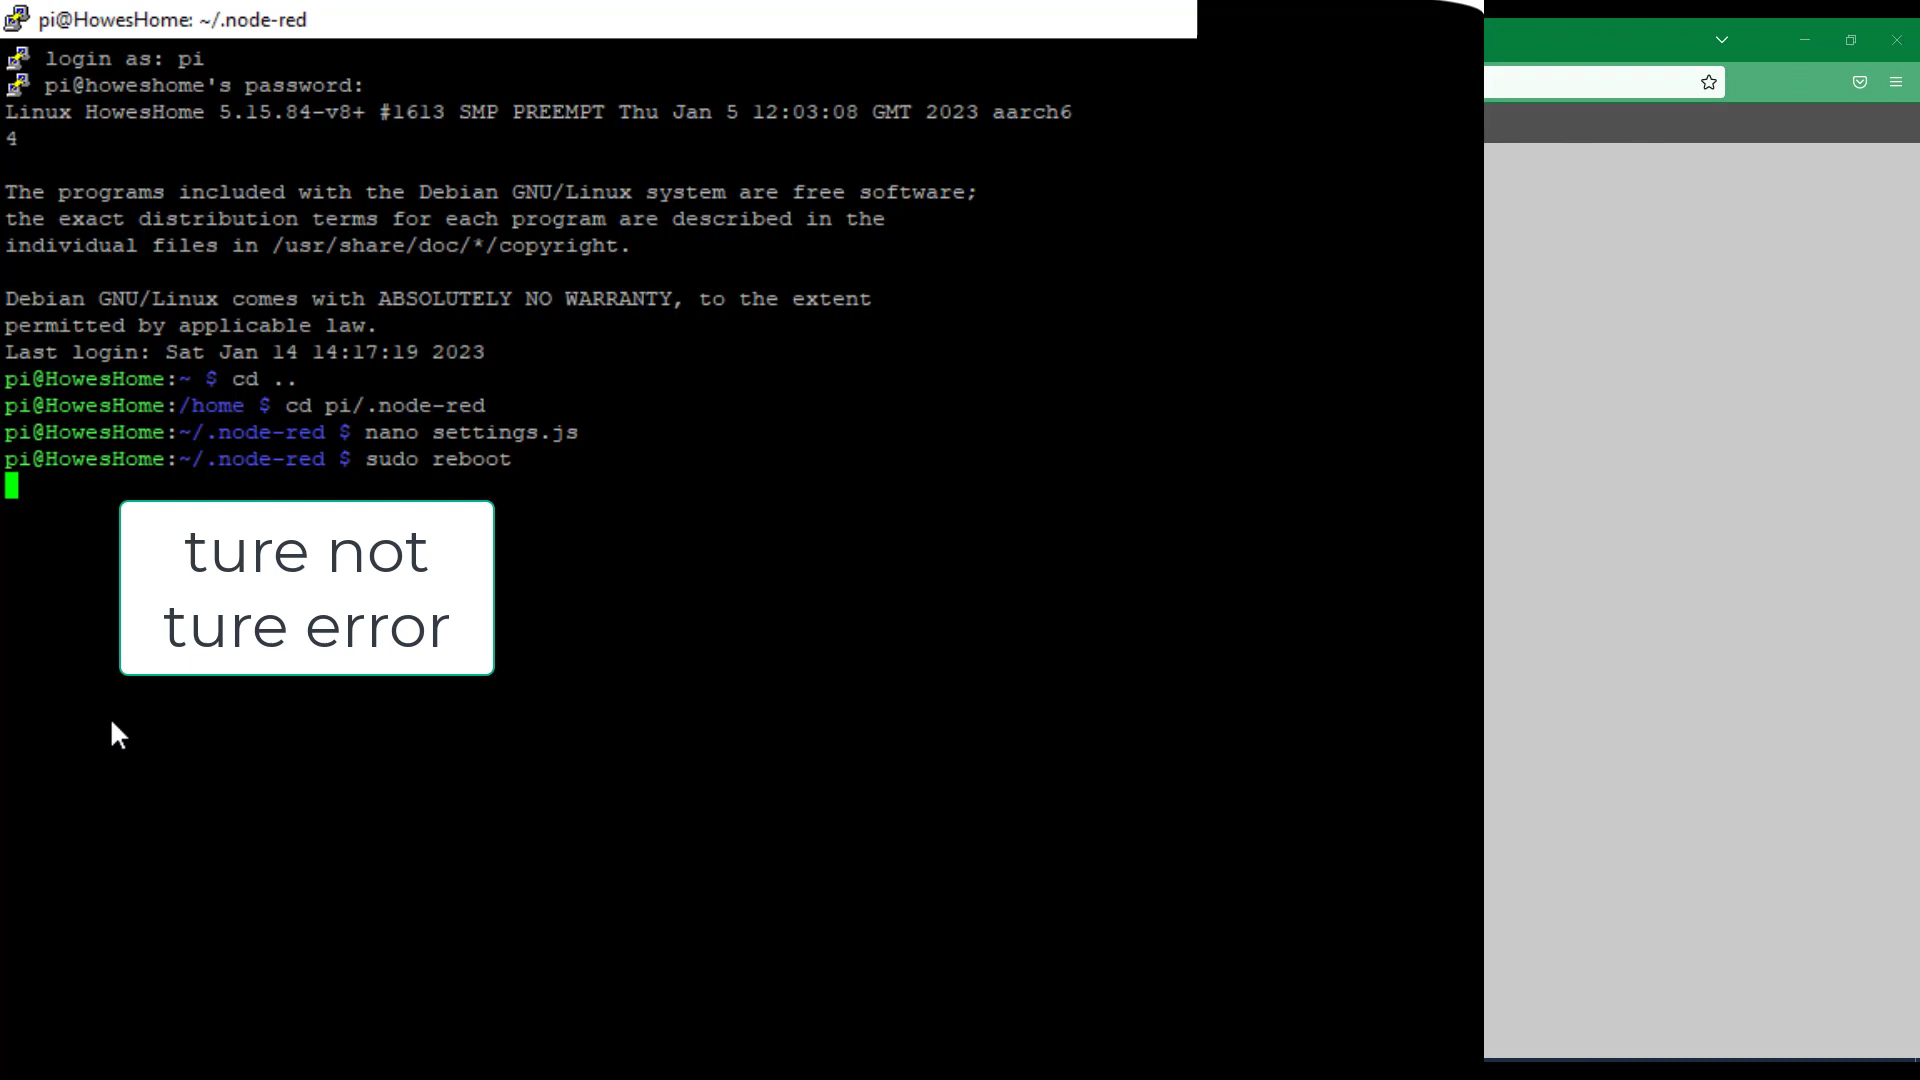 pi@HowesHome: ~/.node-red
login as: pi
pi@howeshome's password:
Linux HowesHome 5.15.84-v8+ #1613 SMP PREEMPT Thu Jan 5 12:03:08 GMT 2023 aarch6
4
The programs included with the Debian GNU/Linux system are free software;
the exact distribution terms for each program are described in the
individual files in /usr/share/doc/*/copyright.
Debian GNU/Linux comes with ABSOLUTELY NO WARRANTY, to the extent
permitted by applicable law.
Last login: Sat Jan 14 14:17:19 2023
pi@HowesHome:~ $ cd ..
pi@HowesHome:/home $ cd pi/.node-red
pi@HowesHome:~/.node-red $ nano settings.js
pi@HowesHome:~/.node-red $ sudo reboot
ture not
ture error